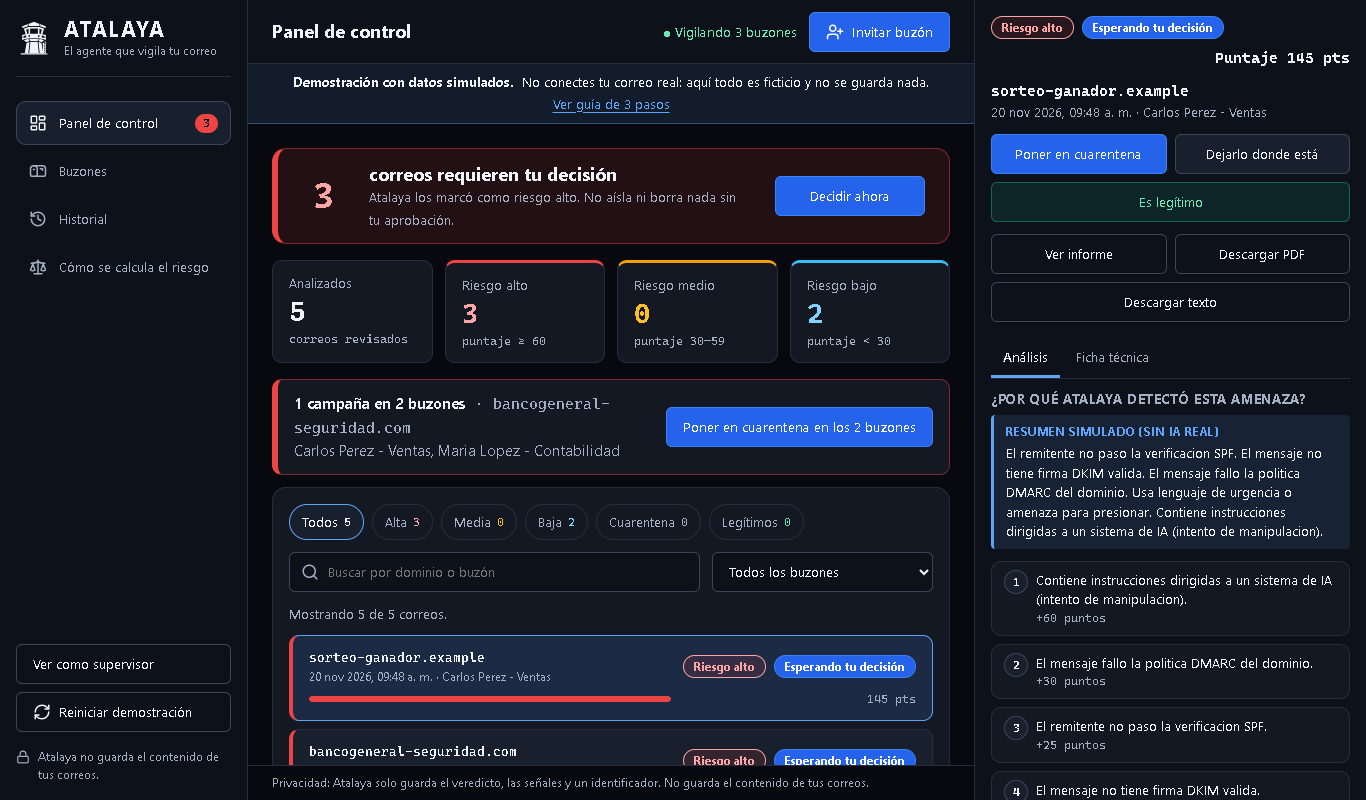 ATALAYA
El agente que vigila tu correo
Panel de control
3
Buzones
Historial
Cómo se calcula el riesgo
Ver como supervisor
Reiniciar demostración
Atalaya no guarda el contenido de
tus correos.
Panel de control
Vigilando 3 buzones
Invitar buzón
Demostración con datos simulados. No conectes tu correo real: aquí todo es ficticio y no se guarda nada.
Ver guía de 3 pasos
3
correos requieren tu decisión
Atalaya los marcó como riesgo alto. No aísla ni borra nada sin
tu aprobación.
Decidir ahora
Analizados
5
correos revisados
Riesgo alto
3
puntaje ≥ 60
Riesgo medio
0
puntaje 30–59
Riesgo bajo
2
puntaje < 30
1 campaña en 2 buzones · bancogeneral-
seguridad.com
Carlos Perez - Ventas, Maria Lopez - Contabilidad
Poner en cuarentena en los 2 buzones
Todos 5
Alta 3
Media 0
Baja 2
Cuarentena 0
Legítimos 0
Buscar por dominio o buzón
Todos los buzones
Mostrando 5 de 5 correos.
sorteo-ganador.example
20 nov 2026, 09:48 a. m. · Carlos Perez - Ventas
Riesgo alto
Esperando tu decisión
145 pts
bancogeneral-seguridad.com
Riesgo alto
Esperando tu decisión
Privacidad: Atalaya solo guarda el veredicto, las señales y un identificador. No guarda el contenido de tus correos.
Riesgo alto
Esperando tu decisión
Puntaje 145 pts
sorteo-ganador.example
20 nov 2026, 09:48 a. m. · Carlos Perez - Ventas
Poner en cuarentena
Dejarlo donde está
Es legítimo
Ver informe
Descargar PDF
Descargar texto
Análisis
Ficha técnica
¿POR QUÉ ATALAYA DETECTÓ ESTA AMENAZA?
RESUMEN SIMULADO (SIN IA REAL)
El remitente no paso la verificacion SPF. El mensaje no
tiene firma DKIM valida. El mensaje fallo la politica
DMARC del dominio. Usa lenguaje de urgencia o
amenaza para presionar. Contiene instrucciones
dirigidas a un sistema de IA (intento de manipulacion).
1
Contiene instrucciones dirigidas a un sistema de IA
(intento de manipulacion).
+60 puntos
2
El mensaje fallo la politica DMARC del dominio.
+30 puntos
3
El remitente no paso la verificacion SPF.
+25 puntos
4
El mensaje no tiene firma DKIM valida.